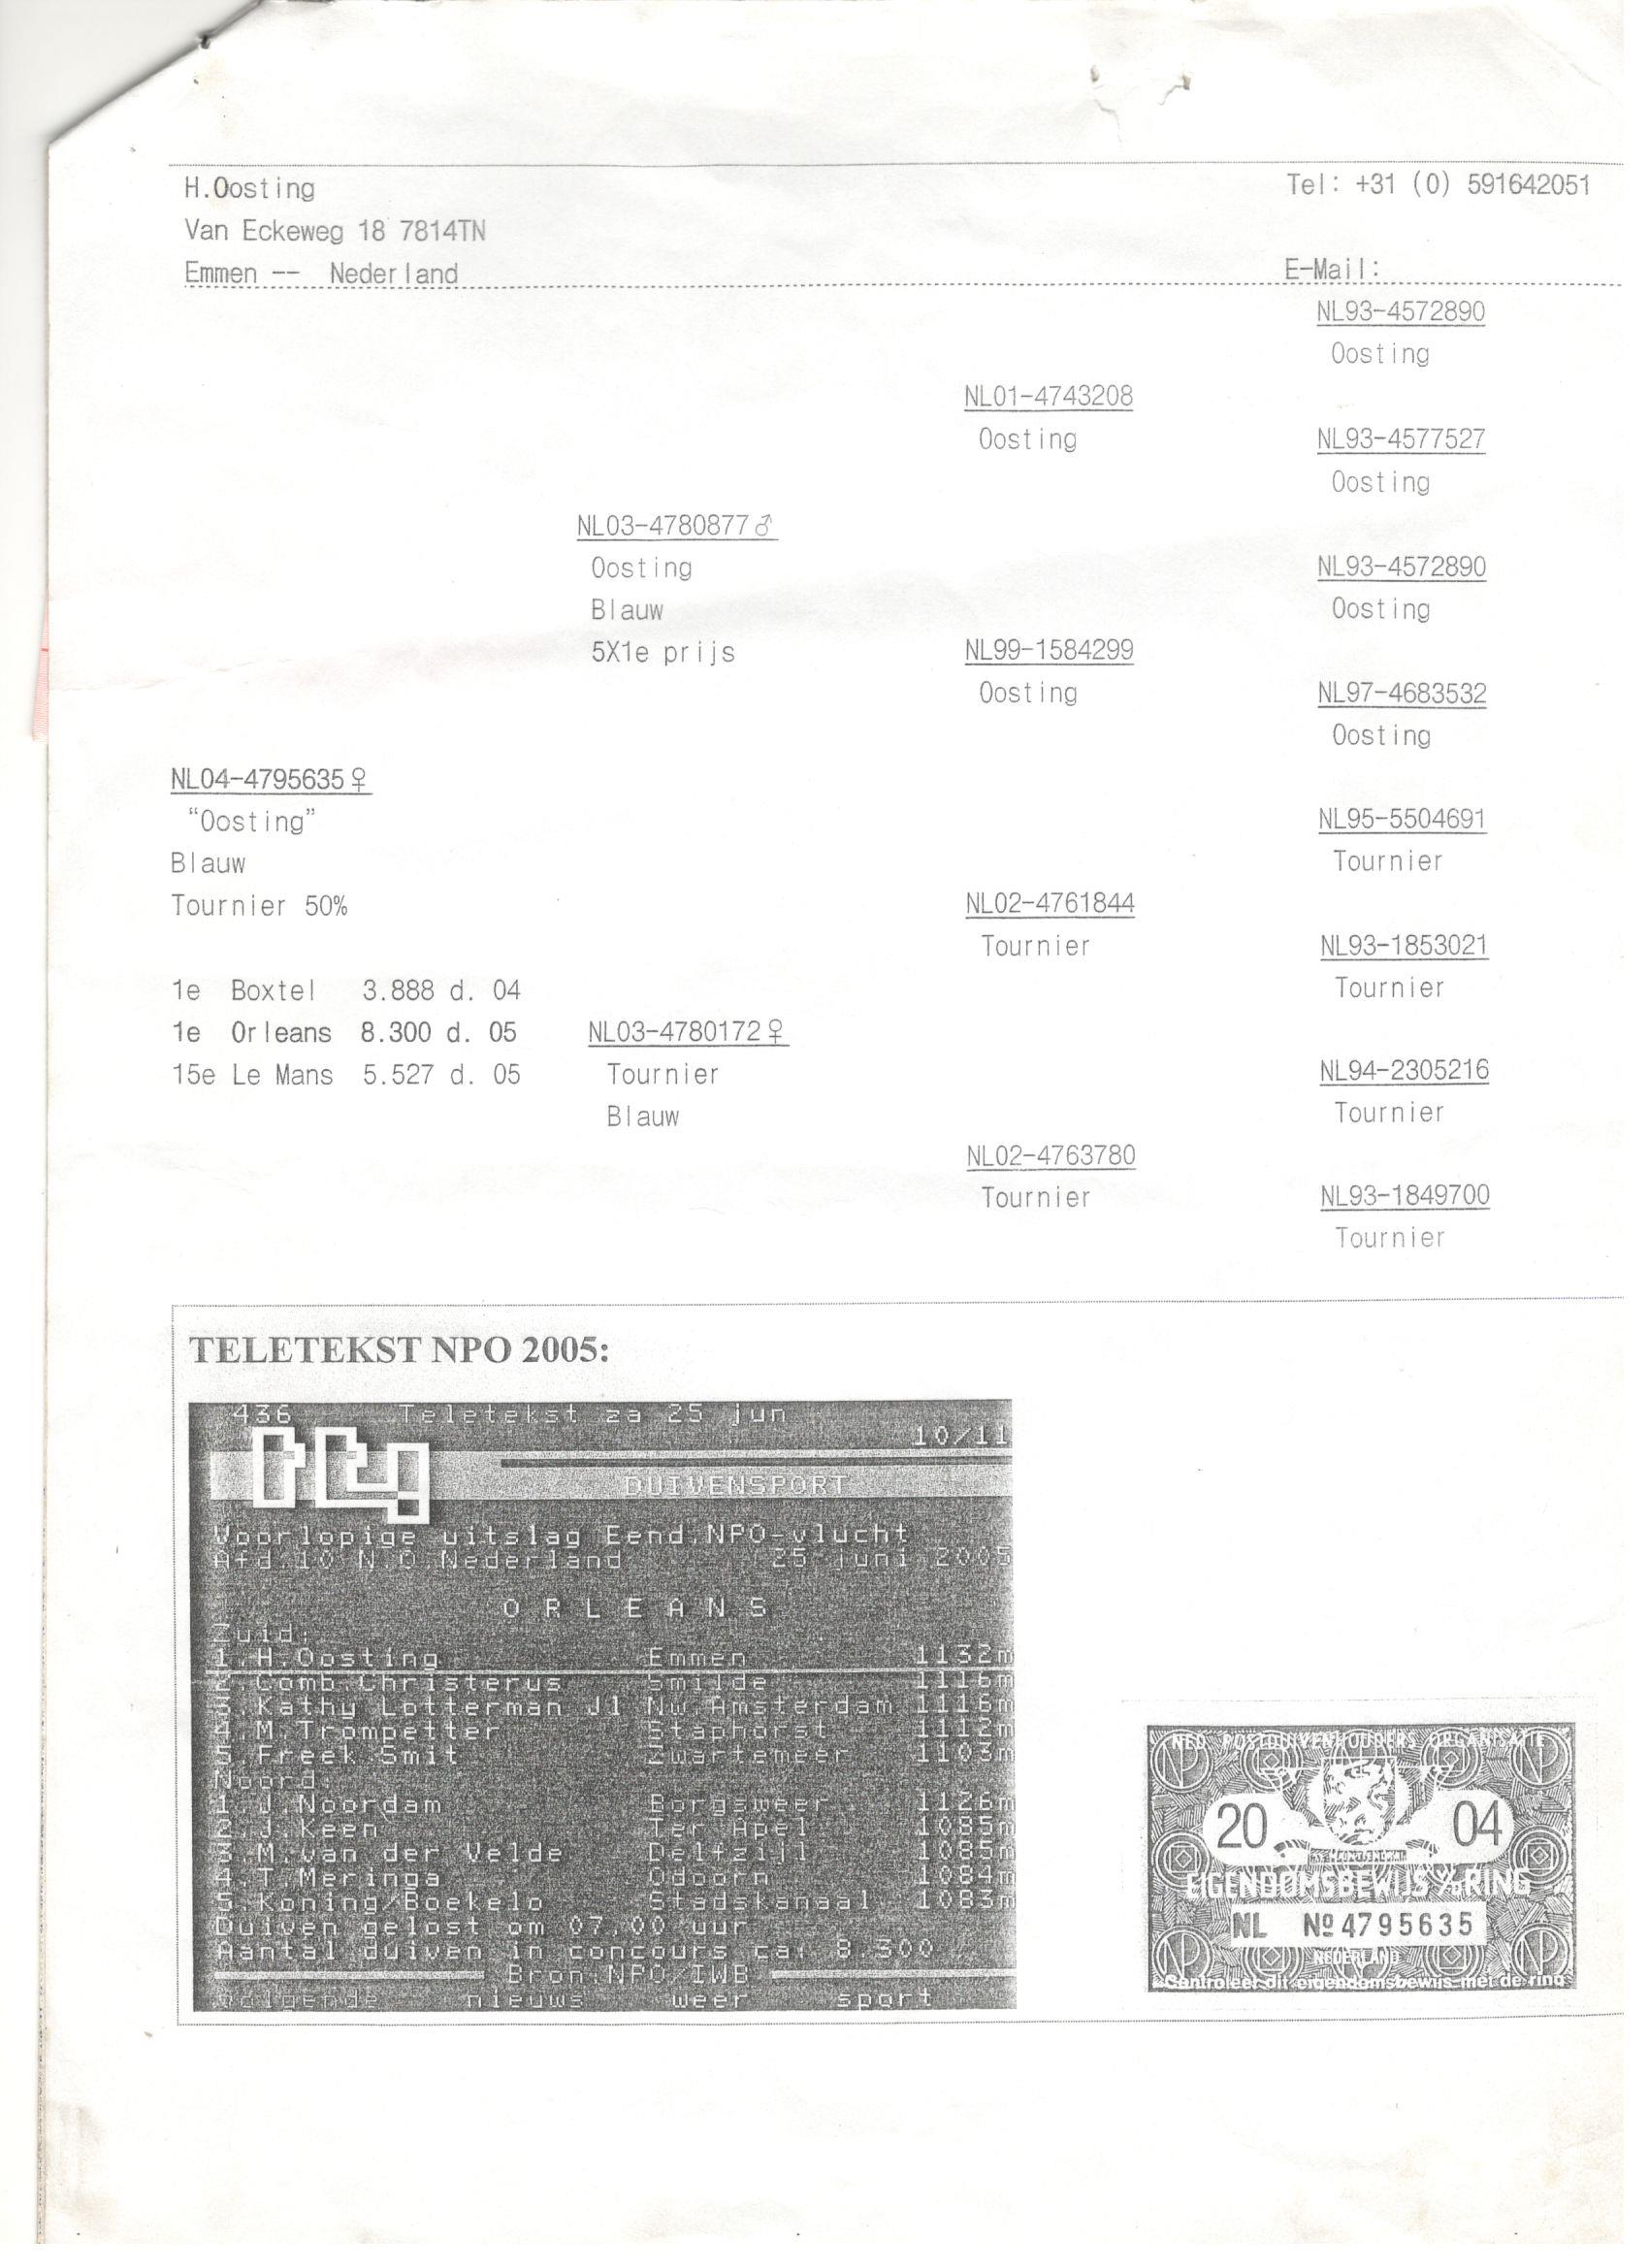 H.Oosting
Tel: +31 (0) 591642051
Van Eckeweg 18 7814TN
Emmen -- Nederland
E-Mail:
NL93-4572890
Oosting
NL01-4743208
Oosting
NL93-4577527
Oosting
NL03-4780877♂
Oosting
Blauw
5X1e prijs
NL93-4572890
Oosting
NL99-1584299
Oosting
NL97-4683532
Oosting
NL04-4795635♀
“Oosting”
Blauw
Tournier 50%
NL95-5504691
Tournier
NL02-4761844
Tournier
NL93-1853021
Tournier
1e Boxtel 3.888 d. 04
1e Orleans 8.300 d. 05
15e Le Mans 5.527 d. 05
NL03-4780172♀
Tournier
Blauw
NL94-2305216
Tournier
NL02-4763780
Tournier
NL93-1849700
Tournier
TELETEKST NPO 2005:
436 Teletekst za 25 jun
10/11
DUIVENSPORT
Voorlopige uitslag Eend.NPO-vlucht
Afd 10 N.O Nederland 25 juni 2005
O R L E A N S
Zuid:
1.H.Oosting Emmen 1132m
2.Comb.Christerus Smilde 1116m
3.Kathy Lotterman J1 Nw Amsterdam 1116m
4.M.Trompetter Staphorst 1112m
5.Freek Smit Zwartemeer 1103m
Noord:
1.J.Noordam Borgsweer 1126m
2.J.Keen Ter Apel 1085m
3.M.van der Velde Delfzijl 1085m
4.T.Meringa Odoorn 1084m
5.Koning/Boekelo Stadskanaal 1083m
Duiven gelost om 07.00 uur
Aantal duiven in concours ca. 8.300
Bron:NPO/IWB
volgende nieuws weer sport
NED. POSTDUIVENHOUDERS ORGANISATIE
20 04
EIGENDOMSBEWIJS V/D RING
NL Nº 4795635
NEDERLAND
Controleer dit eigendomsbewijs met de ring